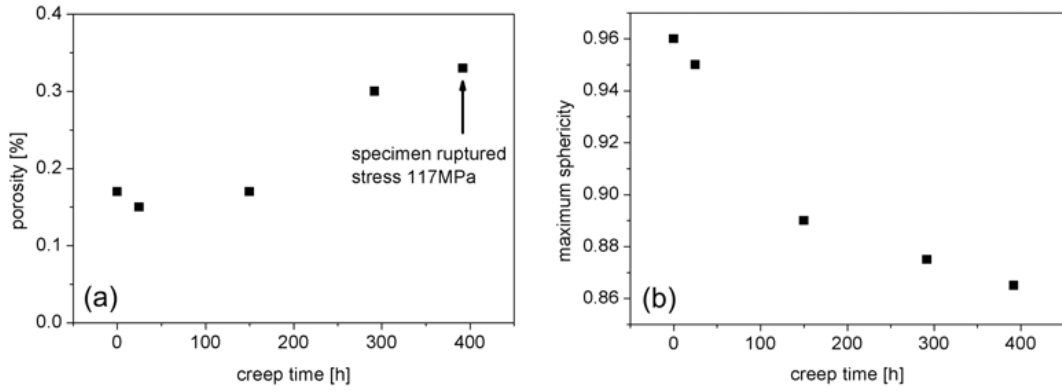 0.4
0.3
0.2
0.1
0.0
porosity [%]
specimen ruptured
stress 117MPa
(a)
0 100 200 300 400
creep time [h]
0.96
0.94
0.92
0.90
0.88
0.86
maximum sphericity
(b)
0 100 200 300 400
creep time [h]